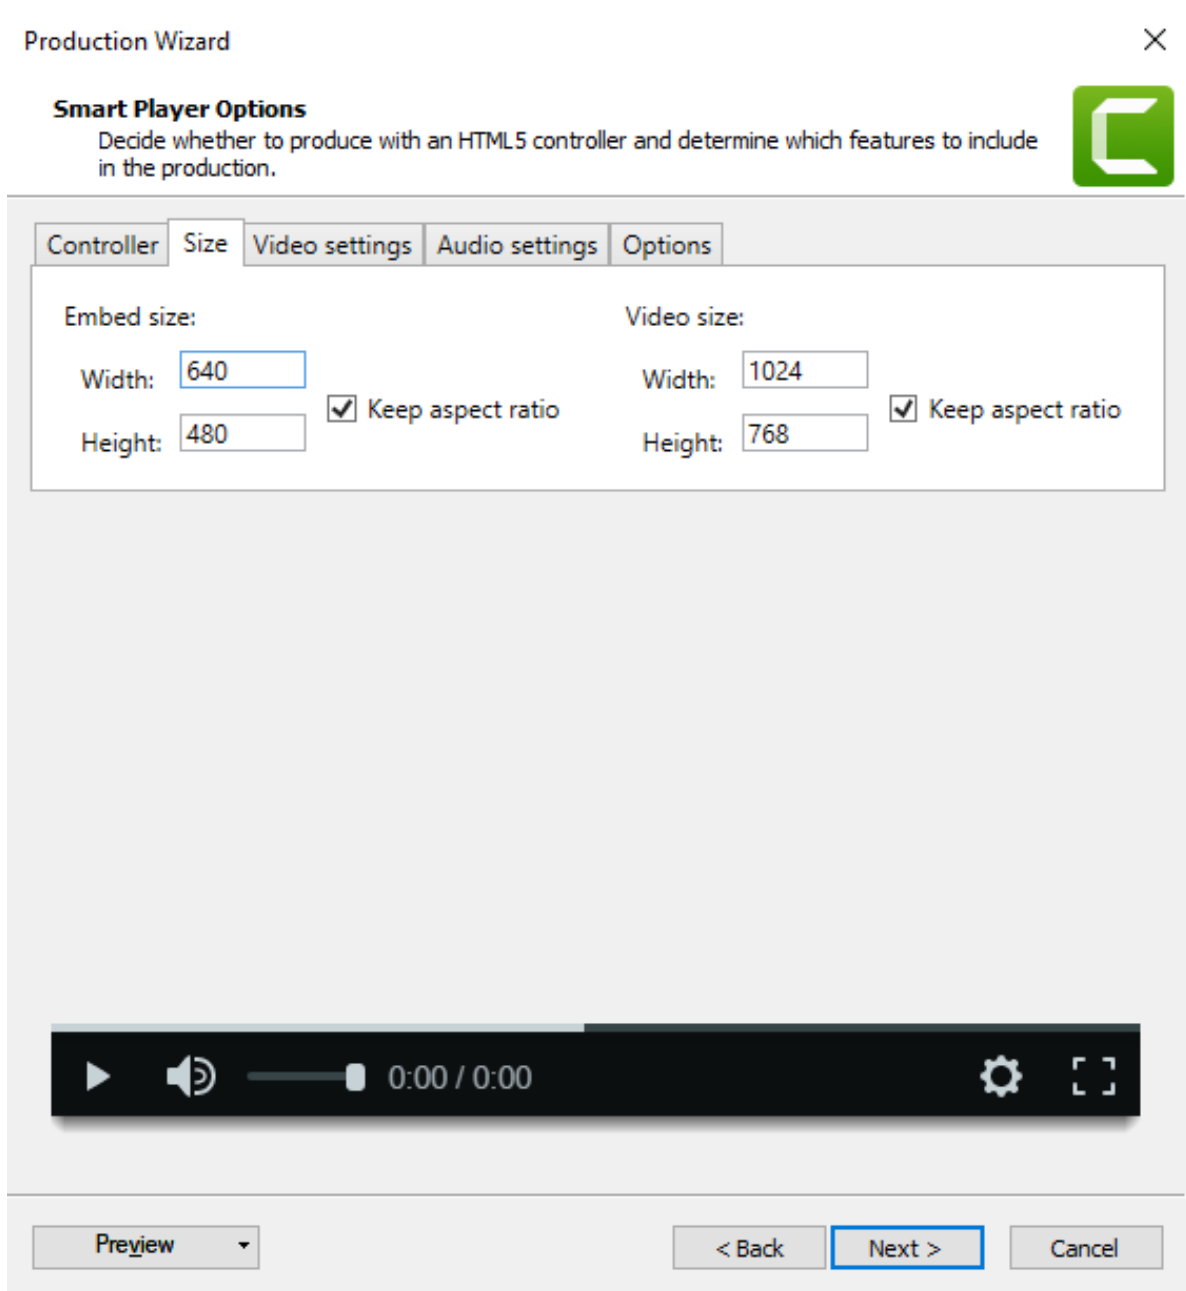 Production Wizard
Smart Player Options
Decide whether to produce with an HTML5 controller and determine which features to include
in the production.
Controller Size Video settings Audio settings Options
Embed size: Video size:
Width: 640 Width: 1024
Keep aspect ratio Keep aspect ratio
Height: 480 Height: 768
0:00 / 0:00
Preview < Back Next > Cancel